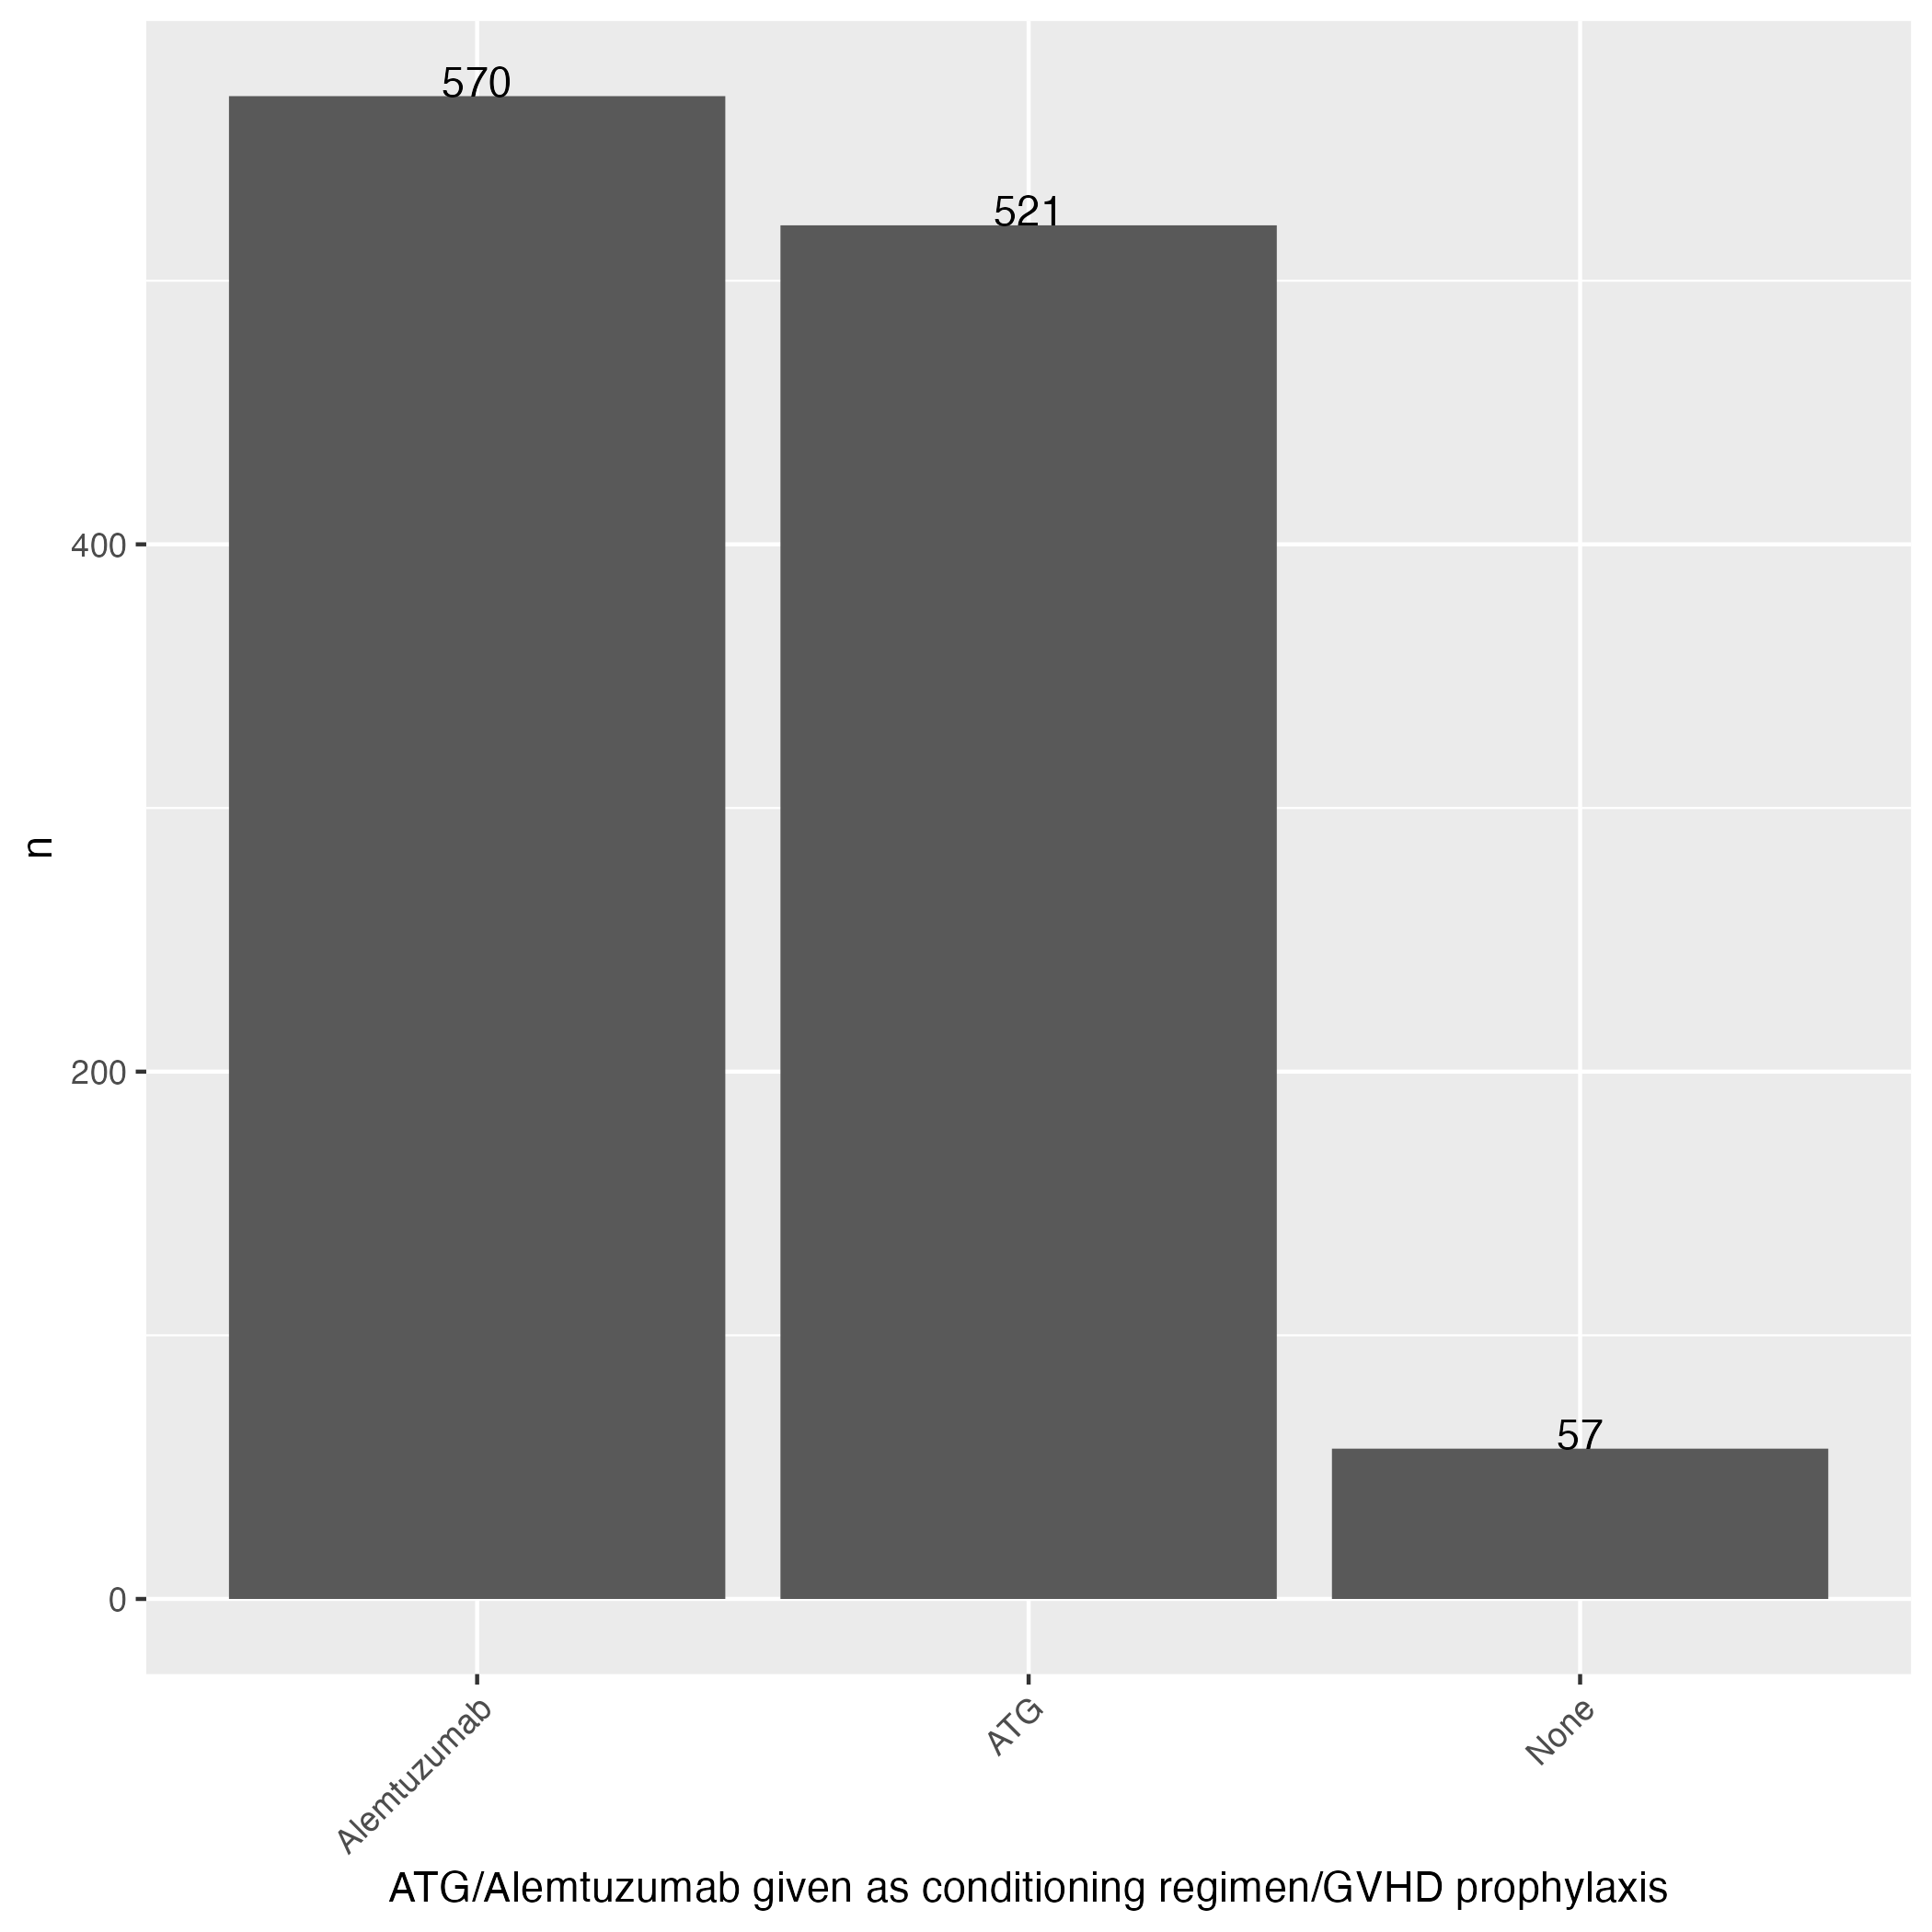 570
521
400
n
200
57
0
Alemtuzumab
ATG
None
ATG/Alemtuzumab given as conditioning regimen/GVHD prophylaxis